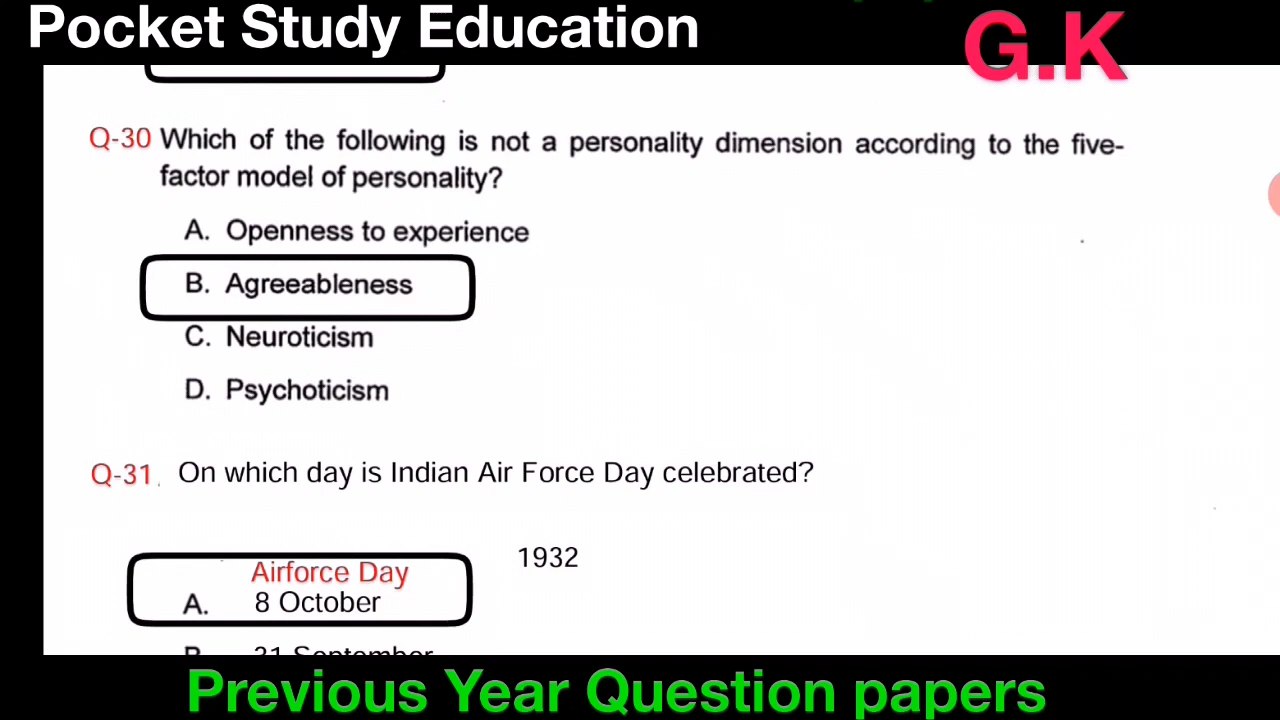 Pocket Study Education
G.K
Q-30 Which of the following is not a personality dimension according to the five-
factor model of personality?
A. Openness to experience
B. Agreeableness
C. Neuroticism
D. Psychoticism
Q-31. On which day is Indian Air Force Day celebrated?
1932
Airforce Day
A. 8 October
B. 21 September
Previous Year Question papers